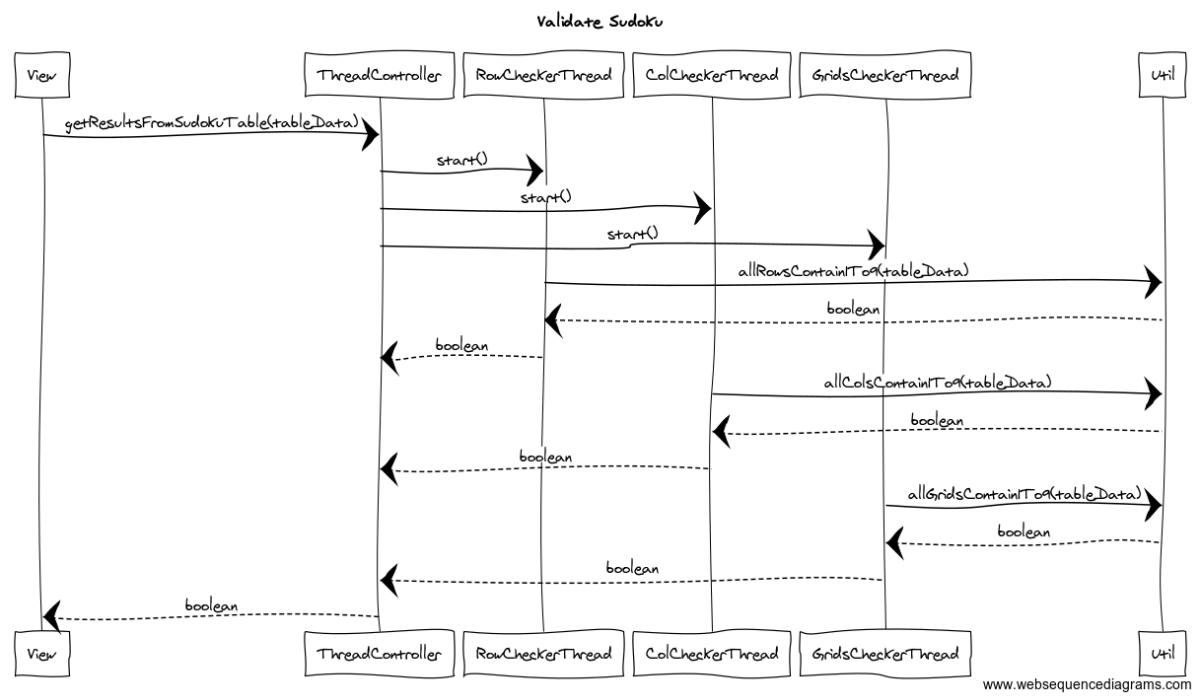 Validate Sudoku
View ThreadController RowCheckerThread ColCheckerThread GridsCheckerThread Util
getResultsFromSudokuTable(tableData)
start()
start()
start()
allRowsContain1To9(tableData)
boolean
boolean
allColsContain1To9(tableData)
boolean
boolean
allGridsContain1To9(tableData)
boolean
boolean
boolean
View ThreadController RowCheckerThread ColCheckerThread GridsCheckerThread Util
www.websequencediagrams.com